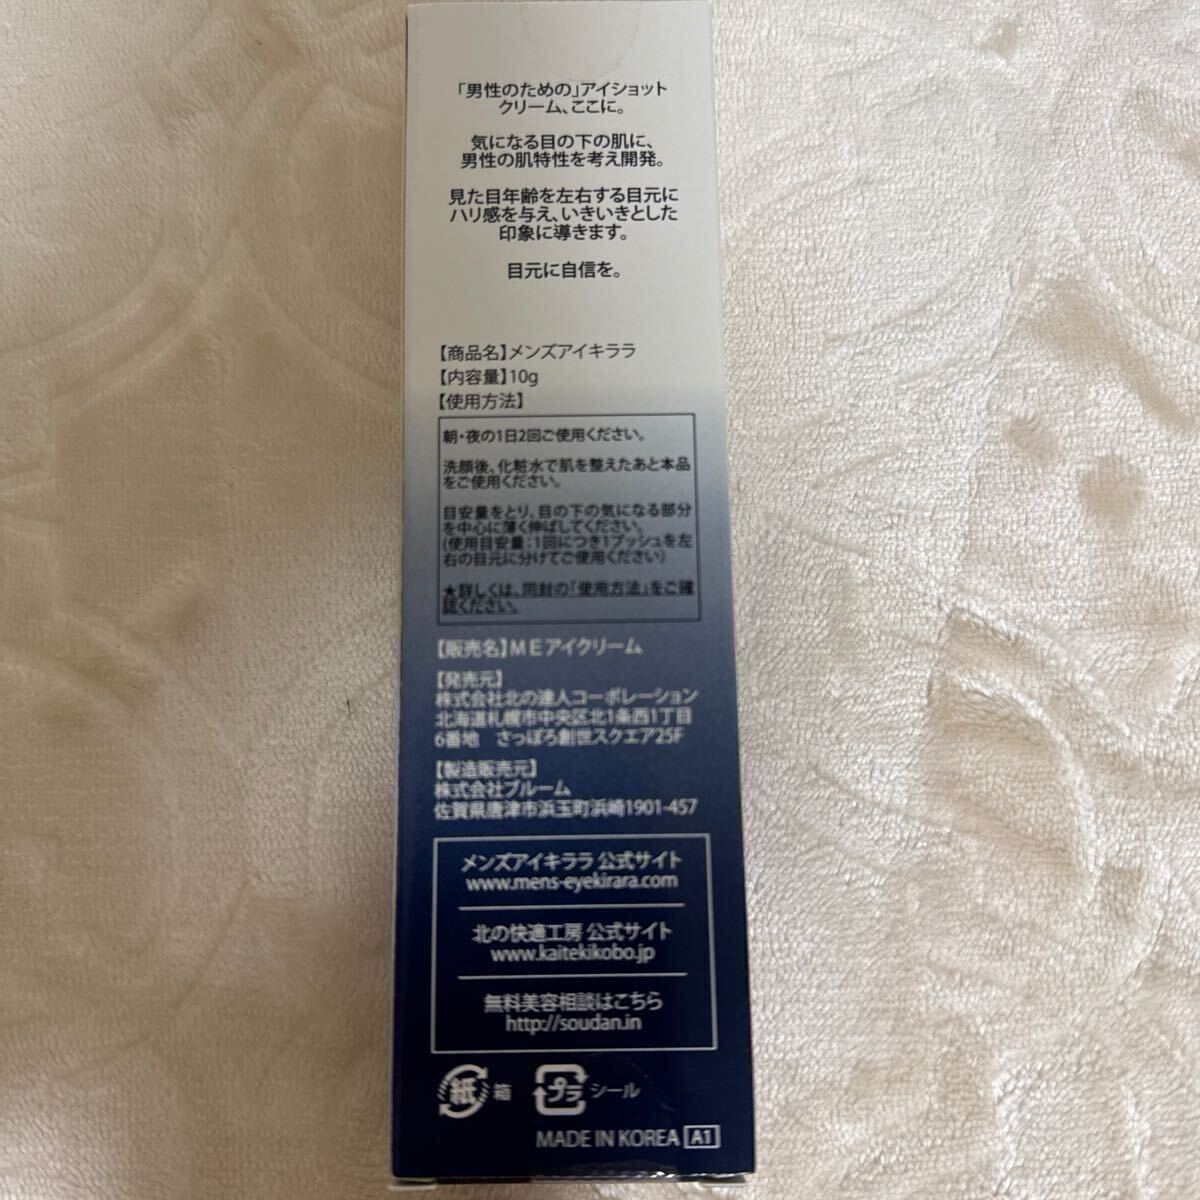 「男性のための」アイショット
クリーム、ここに。
気になる目の下の肌に、
男性の肌特性を考え開発。
見た目年齢を左右する目元に
ハリ感を与え、いきいきとした
印象に導きます。
目元に自信を。
【商品名】メンズアイキララ
【内容量】10g
【使用方法】
朝・夜の1日2回ご使用ください。
洗顔後、化粧水で肌を整えたあと本品
をご使用ください。
目安量をとり、目の下の気になる部分
を中心に薄く伸ばしてください。
(使用目安量:1回につき1プッシュを左
右の目元に分けてご使用ください)
★詳しくは、同封の「使用方法」をご確
認ください。
【販売名】MEアイクリーム
【発売元】
株式会社北の達人コーポレーション
北海道札幌市中央区北1条西1丁目
6番地 さっぽろ創世スクエア25F
【製造販売元】
株式会社ブルーム
佐賀県唐津市浜玉町浜崎1901-457
メンズアイキララ 公式サイト
www.mens-eyekirara.com
北の快適工房 公式サイト
www.kaitekikobo.jp
無料美容相談はこちら
http://soudan.in
紙 箱 プラ シール
MADE IN KOREA A1